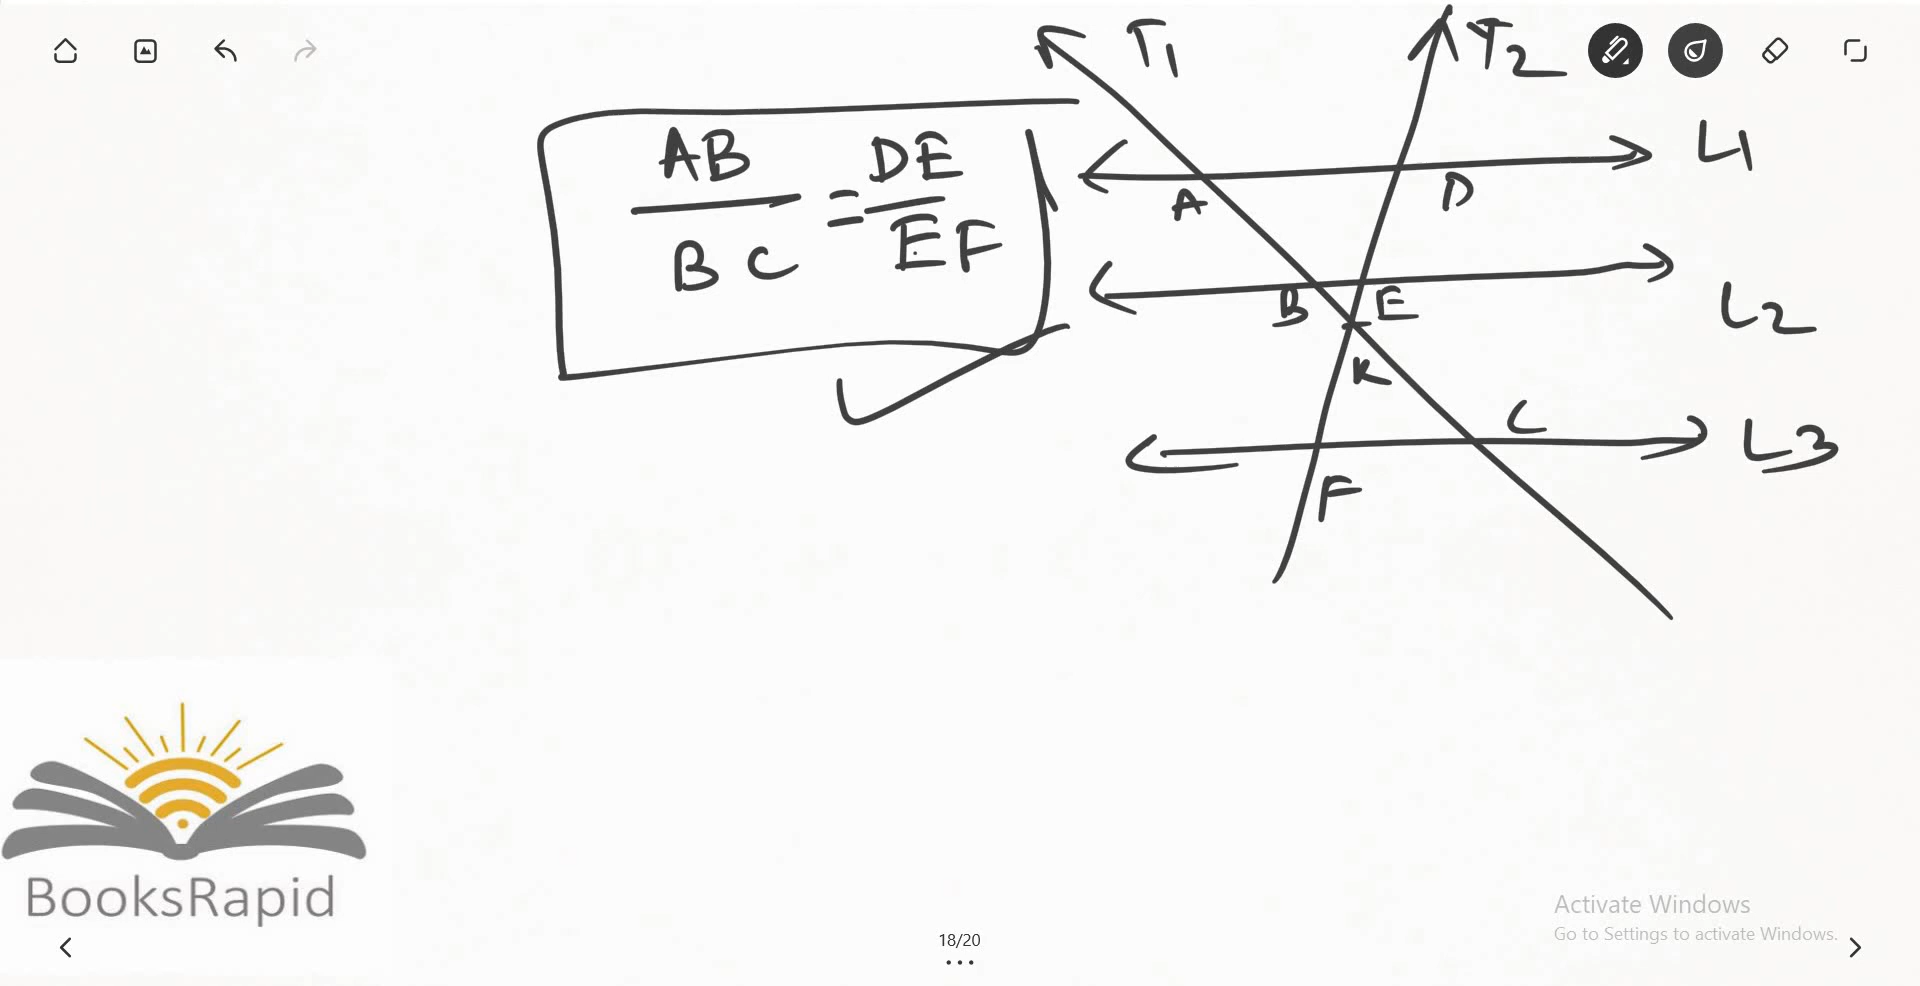 T1
T2
AB
BC
=
DE
EF
L1
A
D
B
E
L2
K
C
L3
F
BooksRapid
Activate Windows
Go to Settings to activate Windows.
18/20